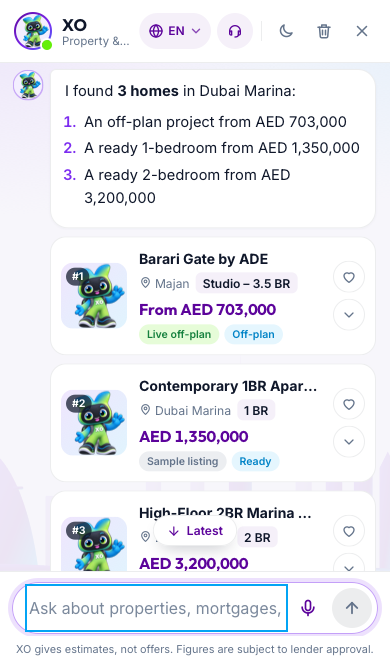 XO
Property &...
EN
I found 3 homes in Dubai Marina:
1. An off-plan project from AED 703,000
2. A ready 1-bedroom from AED 1,350,000
3. A ready 2-bedroom from AED
3,200,000
#1
Barari Gate by ADE
Majan
Studio – 3.5 BR
From AED 703,000
Live off-plan
Off-plan
#2
Contemporary 1BR Apar...
Dubai Marina
1 BR
AED 1,350,000
Sample listing
Ready
#3
High-Floor 2BR Marina ...
Latest
2 BR
AED 3,200,000
Ask about properties, mortgages,
XO gives estimates, not offers. Figures are subject to lender approval.